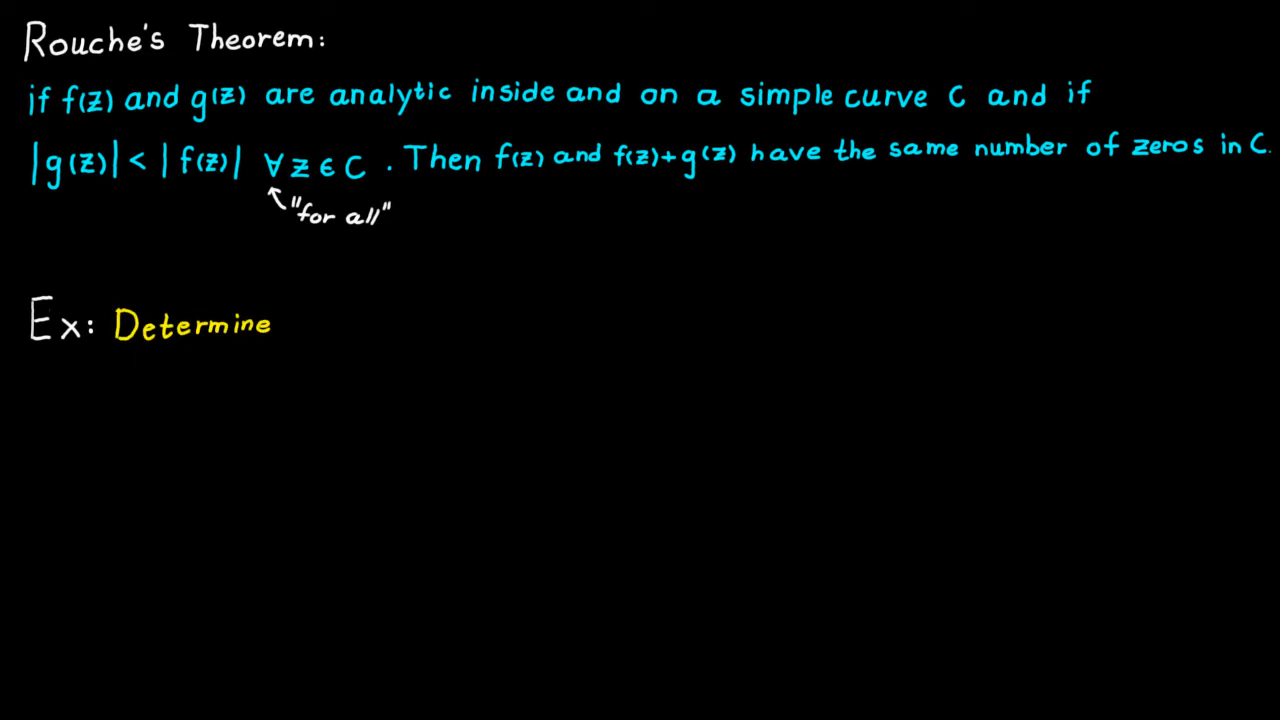 Rouche's Theorem:
if f(z) and g(z) are analytic inside and on a simple curve C and if
|g(z)| < |f(z)| ∀ z ∈ C . Then f(z) and f(z)+g(z) have the same number of zeros in C.
"for all"
Ex: Determine